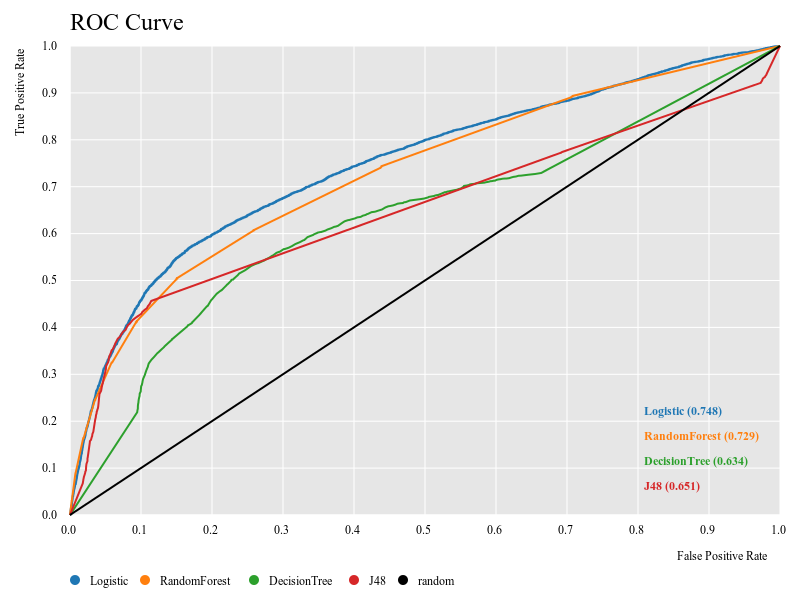 ROC Curve
True Positive Rate
1.0
0.9
0.8
0.7
0.6
0.5
0.4
0.3
0.2
0.1
0.0
Logistic (0.748)
RandomForest (0.729)
DecisionTree (0.634)
J48 (0.651)
0.0 0.1 0.2 0.3 0.4 0.5 0.6 0.7 0.8 0.9 1.0
False Positive Rate
Logistic RandomForest DecisionTree J48 random